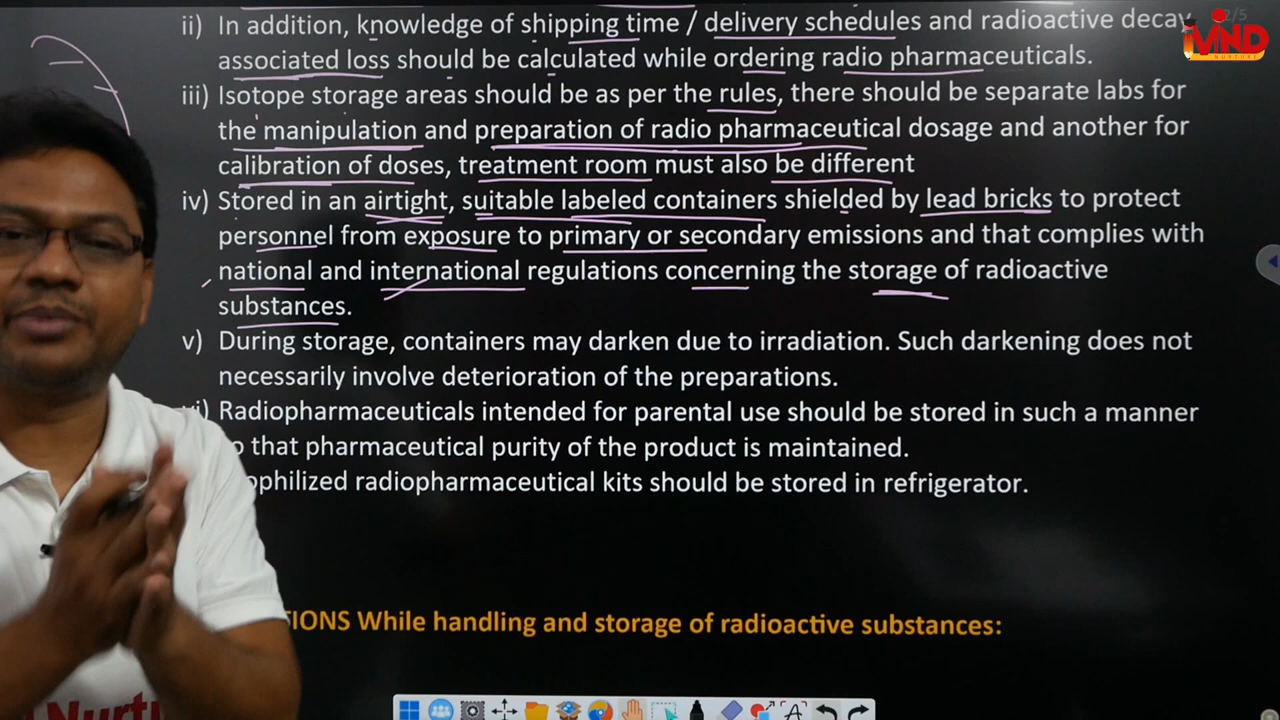 2/5
MIND
NURTURE
ii) In addition, knowledge of shipping time / delivery schedules and radioactive decay
associated loss should be calculated while ordering radio pharmaceuticals.
iii) Isotope storage areas should be as per the rules, there should be separate labs for
the manipulation and preparation of radio pharmaceutical dosage and another for
calibration of doses, treatment room must also be different
iv) Stored in an airtight, suitable labeled containers shielded by lead bricks to protect
personnel from exposure to primary or secondary emissions and that complies with
national and international regulations concerning the storage of radioactive
substances.
v) During storage, containers may darken due to irradiation. Such darkening does not
necessarily involve deterioration of the preparations.
vi) Radiopharmaceuticals intended for parental use should be stored in such a manner
that pharmaceutical purity of the product is maintained.
ophilized radiopharmaceutical kits should be stored in refrigerator.
TIONS While handling and storage of radioactive substances: